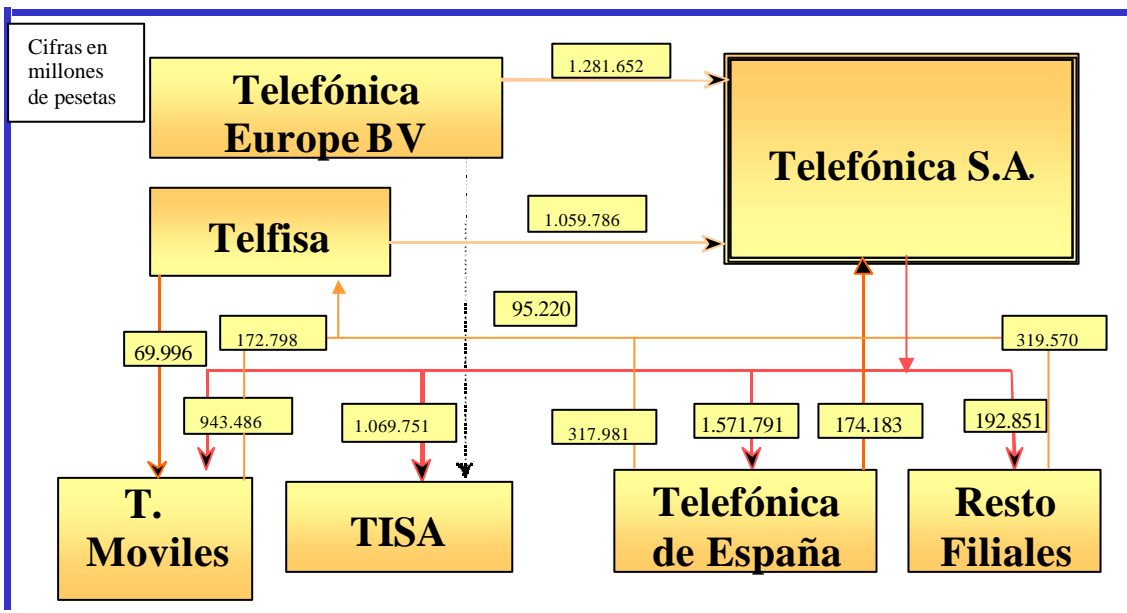 Cifras en
millones
de pesetas
Telefónica
Europe BV
1.281.652
Telefónica S.A.
Telfisa
1.059.786
95.220
69.996
172.798
319.570
943.486
1.069.751
317.981
1.571.791
174.183
192.851
T.
Moviles
TISA
Telefónica
de España
Resto
Filiales